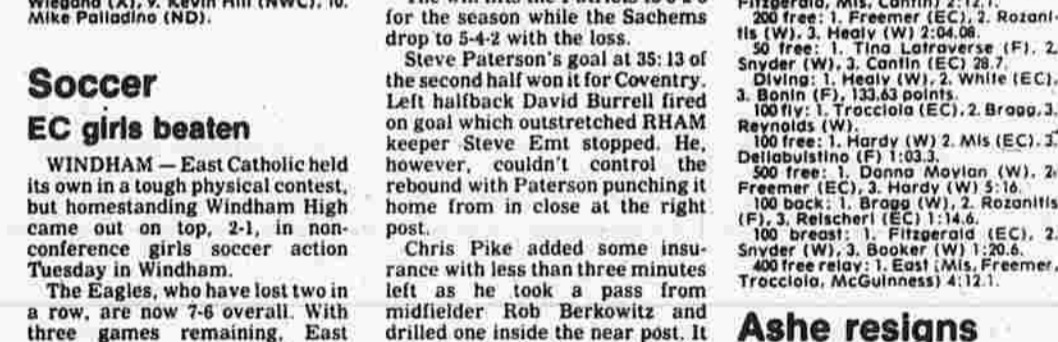 Mike Palladino (ND).
Soccer
EC girls beaten
WINDHAM — East Catholic held
its own in a tough physical contest,
but homestanding Windham High
came out on top, 2-1, in non-
conference girls soccer action
Tuesday in Windham.
The Eagles, who have lost two in
a row, are now 7-6 overall. With
three games remaining, East
for the season while the Sachems
drop to 5-4-2 with the loss.
Steve Paterson's goal at 35:13 of
the second half won it for Coventry.
Left halfback David Burrell fired
on goal which outstretched RHAM
keeper Steve Emt stopped. He,
however, couldn't control the
rebound with Paterson punching it
home from in close at the right
post.
Chris Pike added some insu-
rance with less than three minutes
left as he took a pass from
midfielder Rob Berkowitz and
drilled one inside the near post. It
200 free: 1. Freemer (EC), 2. Rozani-
tis (W), 3. Healy (W) 2:04.08.
50 free: 1. Tina Latraverse (F), 2.
Snyder (W), 3. Cantin (EC) 28.7.
Diving: 1. Healy (W), 2. White (EC),
3. Bonin (F), 133.63 points.
100 fly: 1. Trocciola (EC), 2. Bragg, 3.
Reynolds (W).
100 free: 1. Hardy (W) 2. Mis (EC), 3.
Dellabuistino (F) 1:03.3.
500 free: 1. Donna Moylan (W), 2.
Freemer (EC), 3. Hardy (W) 5:16.
100 back: 1. Bragg (W), 2. Rozanitis
(F), 3. Reischerl (EC) 1:14.6.
100 breast: 1. Fitzgerald (EC), 2.
Snyder (W), 3. Booker (W) 1:20.6.
400 free relay: 1. East (Mis, Freemer,
Trocciola, McGuinness) 4:12.1.
Ashe resigns